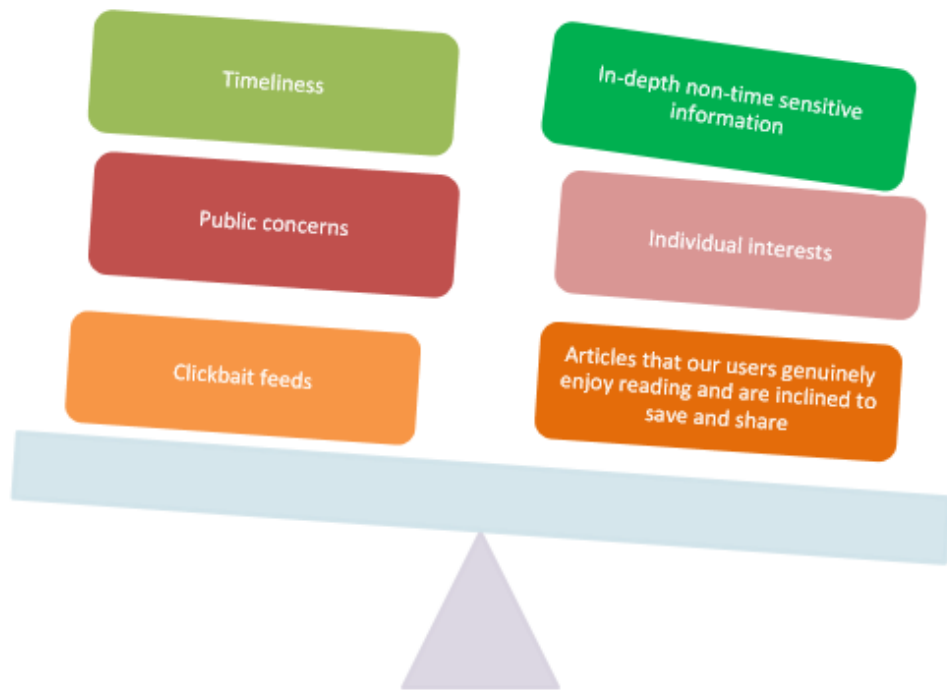 Timeliness
In-depth non-time sensitive
information
Public concerns
Individual interests
Clickbait feeds
Articles that our users genuinely
enjoy reading and are inclined to
save and share